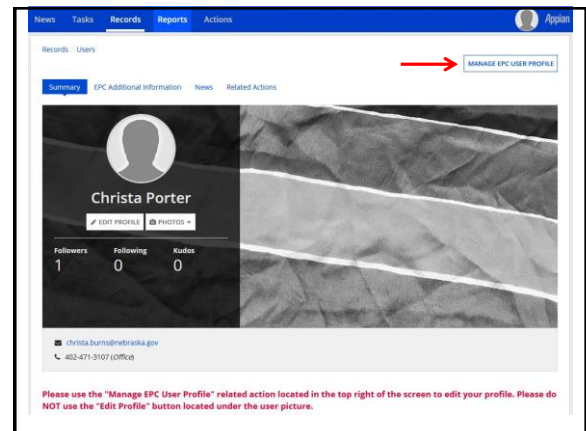 News Tasks Records Reports Actions Appian
Records / Users
MANAGE EPC USER PROFILE
Summary EPC Additional Information News Related Actions
Christa Porter
EDIT PROFILE PHOTOS
Followers Following Kudos
1 0 0
christa.burns@nebraska.gov
402-471-3107 (Office)
Please use the "Manage EPC User Profile" related action located in the top right of the screen to edit your profile. Please do
NOT use the "Edit Profile" button located under the user picture.